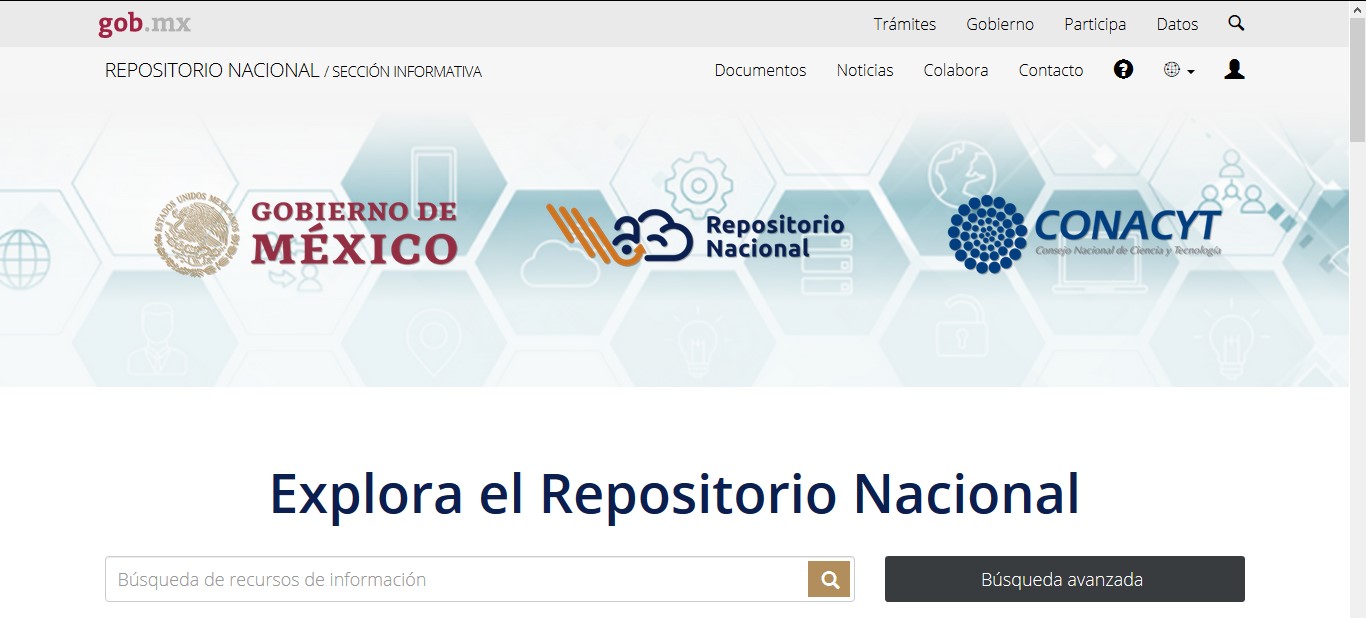 gob.mx
Trámites Gobierno Participa Datos
REPOSITORIO NACIONAL / SECCIÓN INFORMATIVA
Documentos Noticias Colabora Contacto ?
ESTADOS UNIDOS MEXICANOS
GOBIERNO DE
MÉXICO
Repositorio
Nacional
CONACYT
Consejo Nacional de Ciencia y Tecnología
Explora el Repositorio Nacional
Búsqueda de recursos de información
Búsqueda avanzada